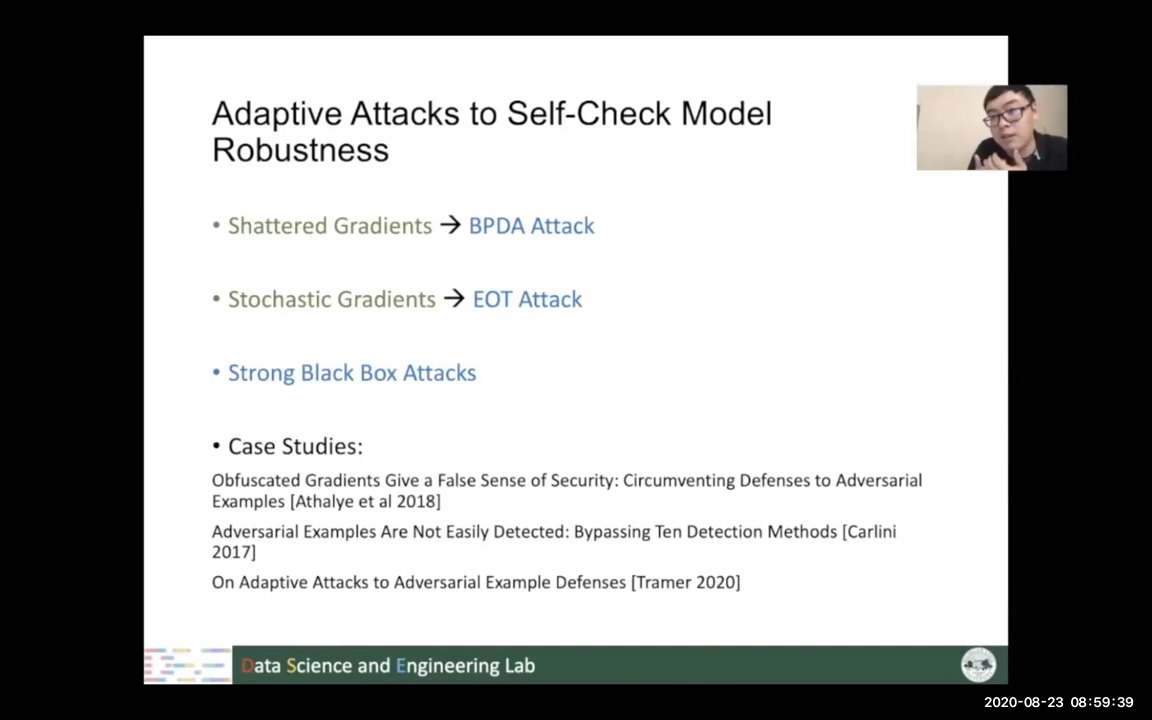 Adaptive Attacks to Self-Check Model
Robustness
• Shattered Gradients → BPDA Attack
• Stochastic Gradients → EOT Attack
• Strong Black Box Attacks
• Case Studies:
Obfuscated Gradients Give a False Sense of Security: Circumventing Defenses to Adversarial
Examples [Athalye et al 2018]
Adversarial Examples Are Not Easily Detected: Bypassing Ten Detection Methods [Carlini
2017]
On Adaptive Attacks to Adversarial Example Defenses [Tramer 2020]
Data Science and Engineering Lab
2020-08-23 08:59:39